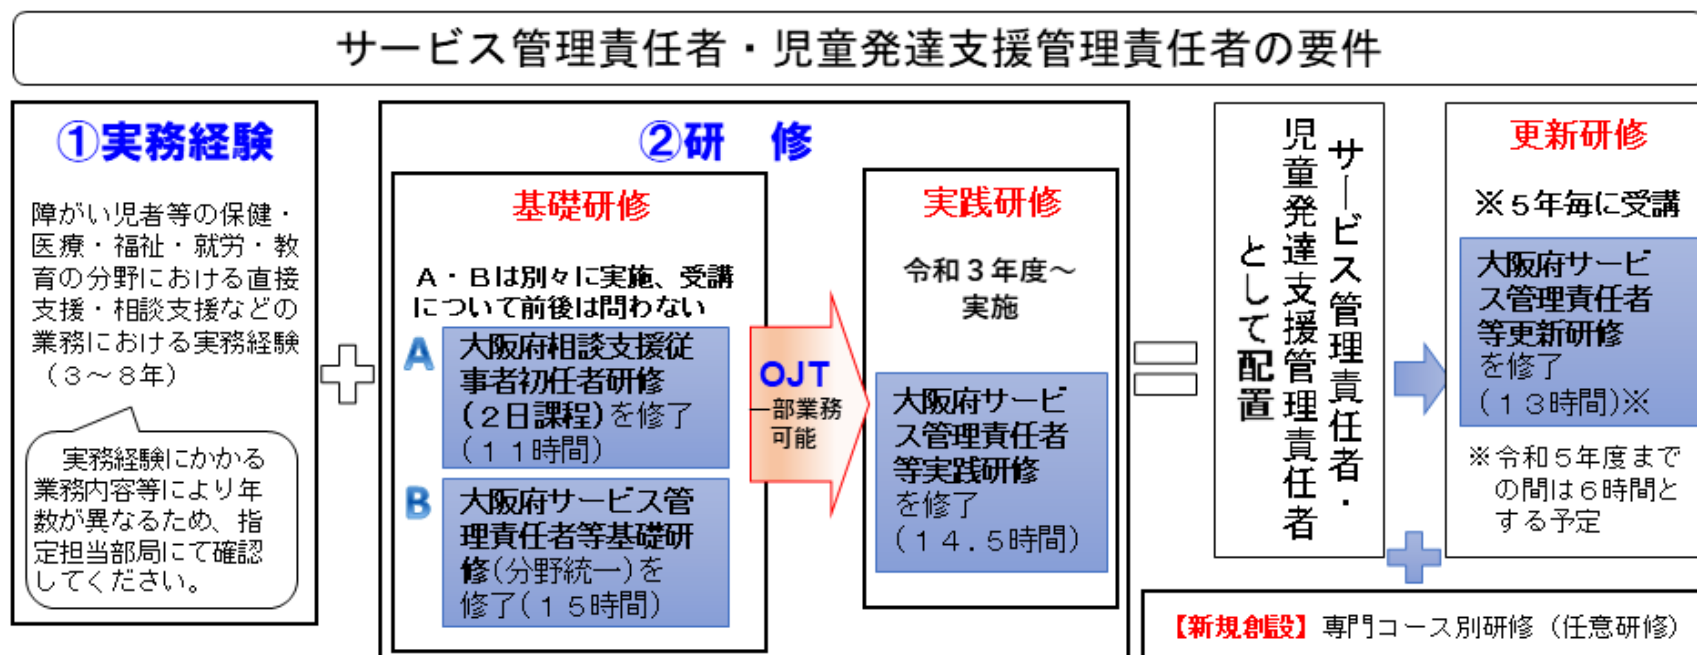 サービス管理責任者・児童発達支援管理責任者の要件
①実務経験
障がい児者等の保健・
医療・福祉・就労・教
育の分野における直接
支援・相談支援などの
業務における実務経験
（３～８年）
実務経験にかかる
業務内容等により年
数が異なるため、指
定担当部局にて確認
してください。
②研　修
基礎研修
Ａ・Ｂは別々に実施、受講
について前後は問わない
A
大阪府相談支援従
事者初任者研修
(２日課程)を修了
(１１時間)
B
大阪府サービス管
理責任者等基礎研
修(分野統一)を
修了(１５時間)
OJT
一部業務
可能
実践研修
令和３年度～
実施
大阪府サービ
ス管理責任者
等実践研修
を修了
(１４.５時間)
サービス管理責任者・
児童発達支援管理責任者
として配置
更新研修
※５年毎に受講
大阪府サービ
ス管理責任者
等更新研修
を修了
(１３時間)※
※令和５年度まで
の間は６時間と
する予定
【新規創設】専門コース別研修（任意研修）